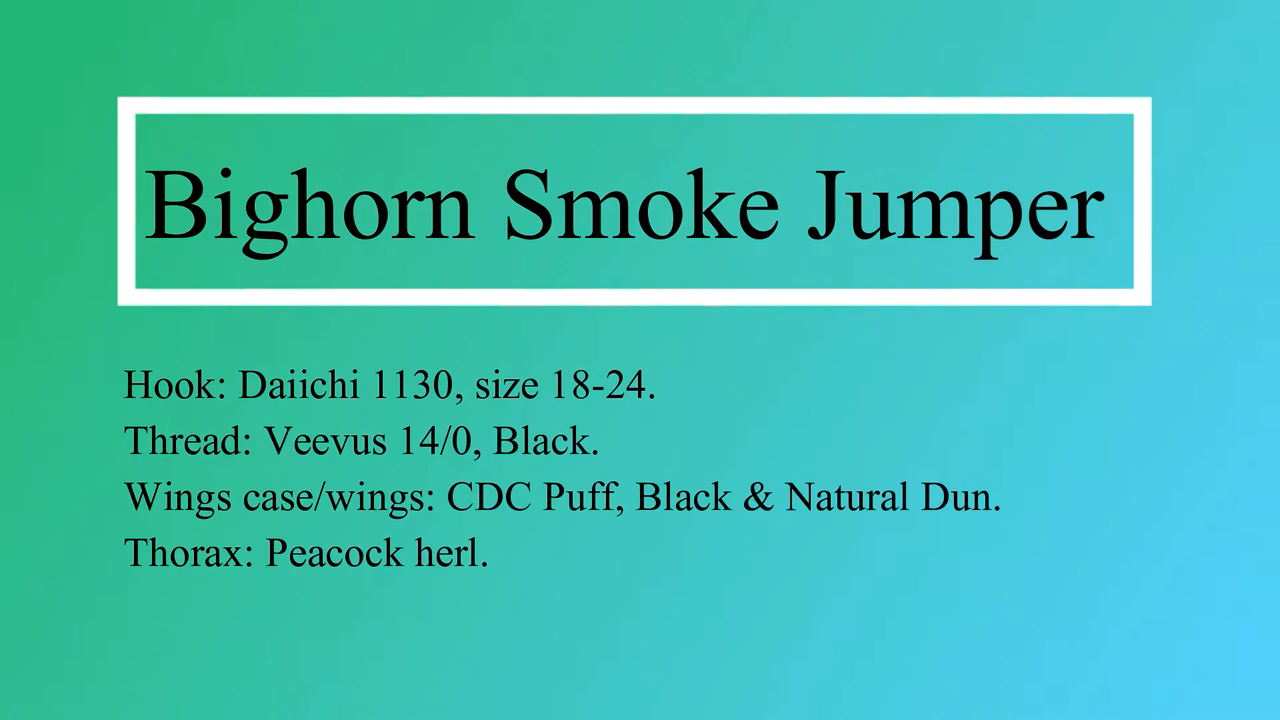 Bighorn Smoke Jumper
Hook: Daiichi 1130, size 18-24.
Thread: Veevus 14/0, Black.
Wings case/wings: CDC Puff, Black & Natural Dun.
Thorax: Peacock herl.